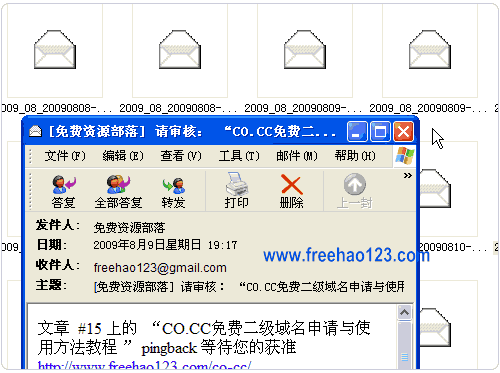 2009_08_20090808-... 2009_08_20090808-... 2009_08_20090809-... 2009_08_20090809-... 2
[免费资源部落] 请审核： “CO.CC免费二...
文件(F) 编辑(E) 查看(V) 工具(T) 邮件(M) 帮助(H)
答复 全部答复 转发 打印 删除 上一封 »
发件人: 免费资源部落
日期: 2009年8月9日星期日 19:17
收件人: freehao123@gmail.com
主题: [免费资源部落] 请审核： “CO.CC免费二级域名申请与使用
www.freehao123.com
20090810-...
文章 #15 上的 “CO.CC免费二级域名申请与使
用方法教程 ” pingback 等待您的获准
http://www.freehao123.com/co-cc/